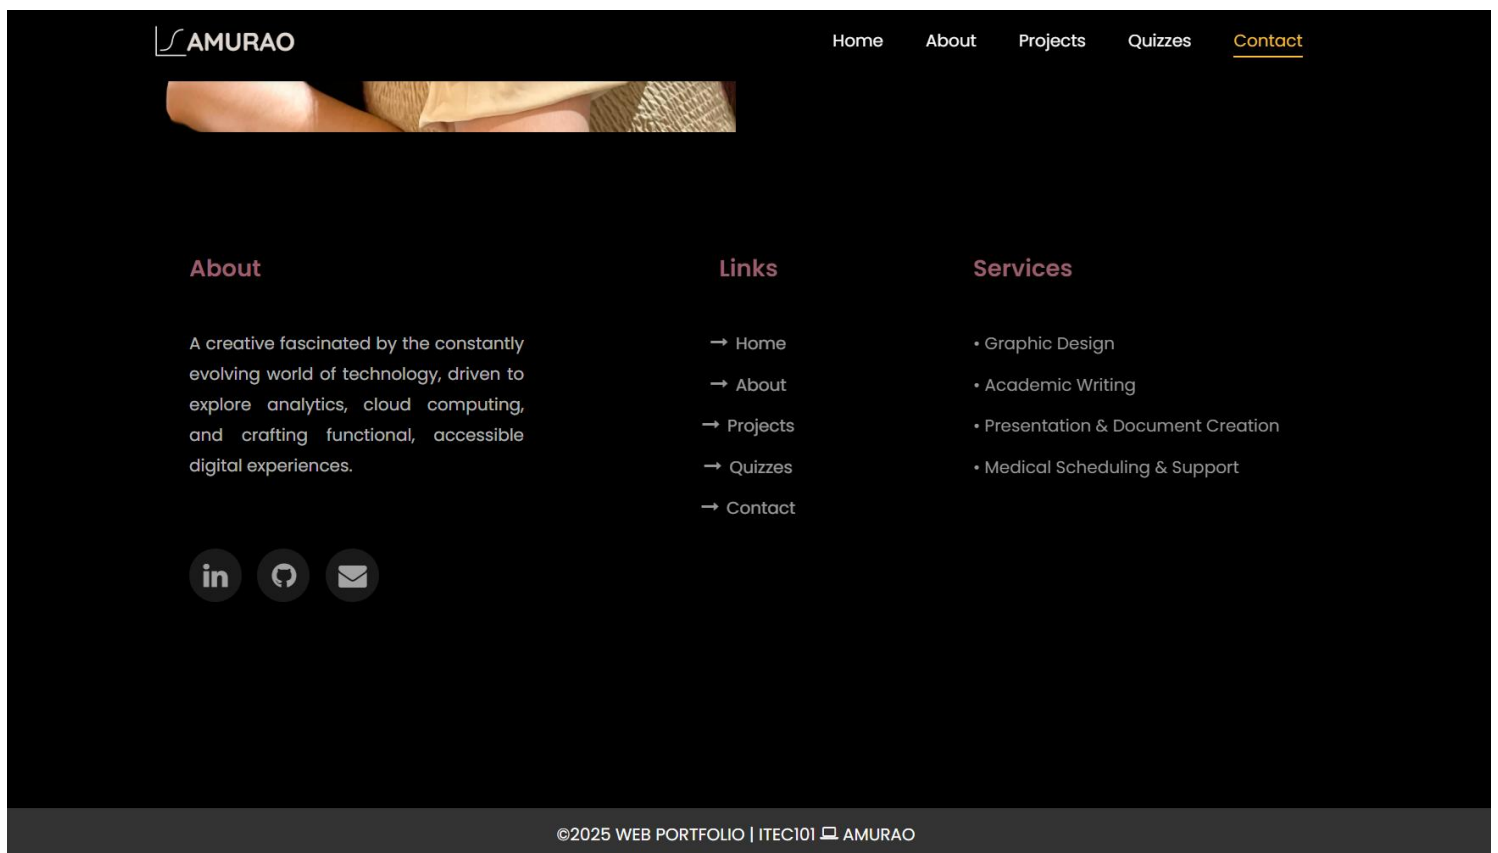 AMURAO
Home About Projects Quizzes Contact
About
A creative fascinated by the constantly
evolving world of technology, driven to
explore analytics, cloud computing,
and crafting functional, accessible
digital experiences.
in
Links
→ Home
→ About
→ Projects
→ Quizzes
→ Contact
Services
• Graphic Design
• Academic Writing
• Presentation & Document Creation
• Medical Scheduling & Support
©2025 WEB PORTFOLIO | ITEC101 💻 AMURAO